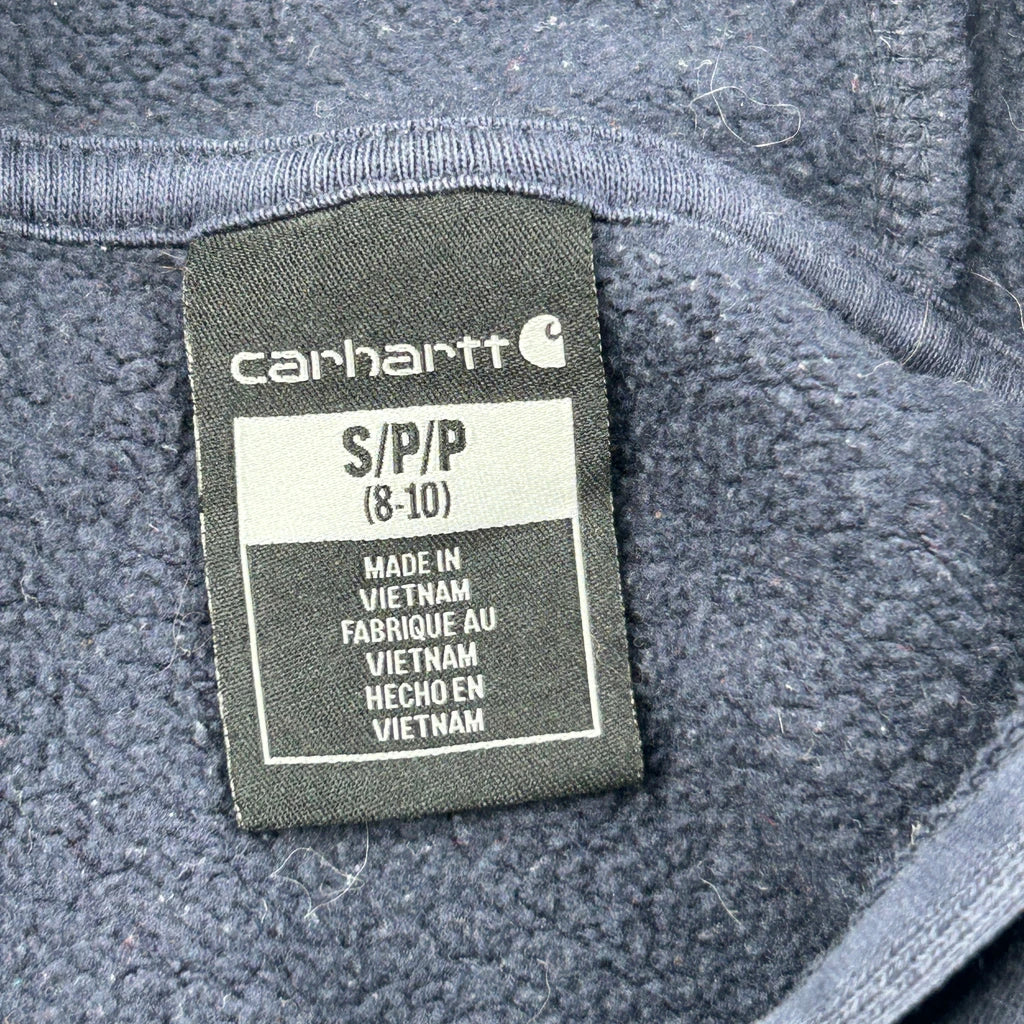 carhartt
S/P/P
(8-10)
MADE IN
VIETNAM
FABRIQUE AU
VIETNAM
HECHO EN
VIETNAM